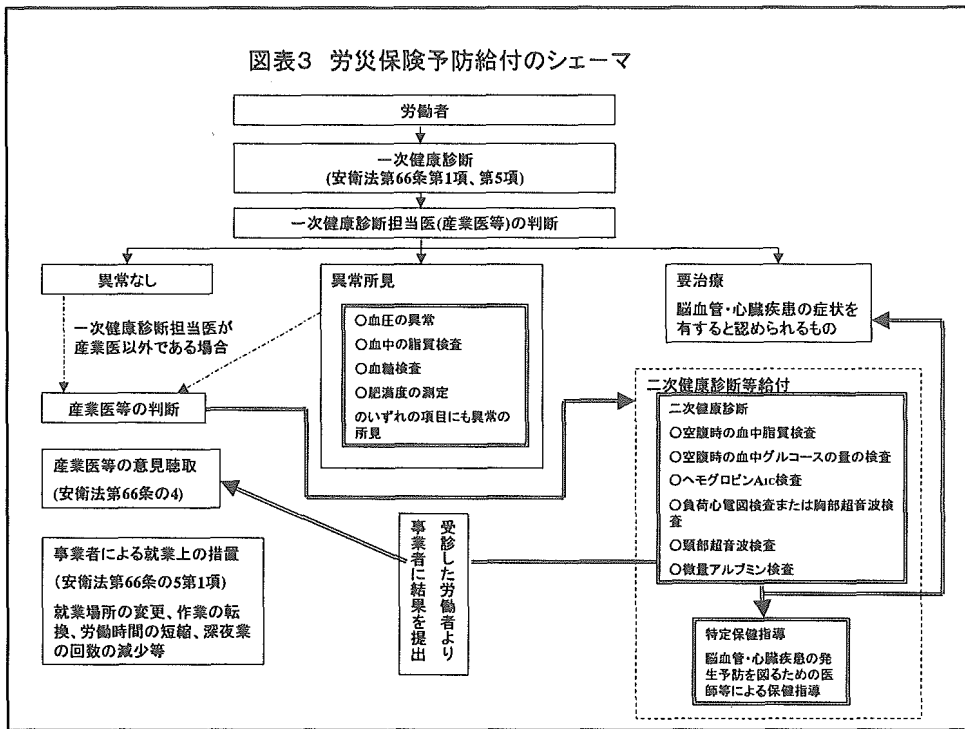 図表3 労災保険予防給付のシェーマ
労働者
一次健康診断
(安衛法第66条第1項、第5項)
一次健康診断担当医(産業医等)の判断
異常なし
一次健康診断担当医が
産業医以外である場合
産業医等の判断
異常所見
○血圧の異常
○血中の脂質検査
○血糖検査
○肥満度の測定
のいずれの項目にも異常の
所見
要治療
脳血管・心臓疾患の症状を
有すると認められるもの
二次健康診断等給付
二次健康診断
○空腹時の血中脂質検査
○空腹時の血中グルコースの量の検査
○ヘモグロビンA1c検査
○負荷心電図検査または胸部超音波検
査
○頸部超音波検査
○微量アルブミン検査
特定保健指導
脳血管・心臓疾患の発
生予防を図るための医
師等による保健指導
受診した労働者より
事業者に結果を提出
産業医等の意見聴取
(安衛法第66条の4)
事業者による就業上の措置
(安衛法第66条の5第1項)
就業場所の変更、作業の転
換、労働時間の短縮、深夜業
の回数の減少等